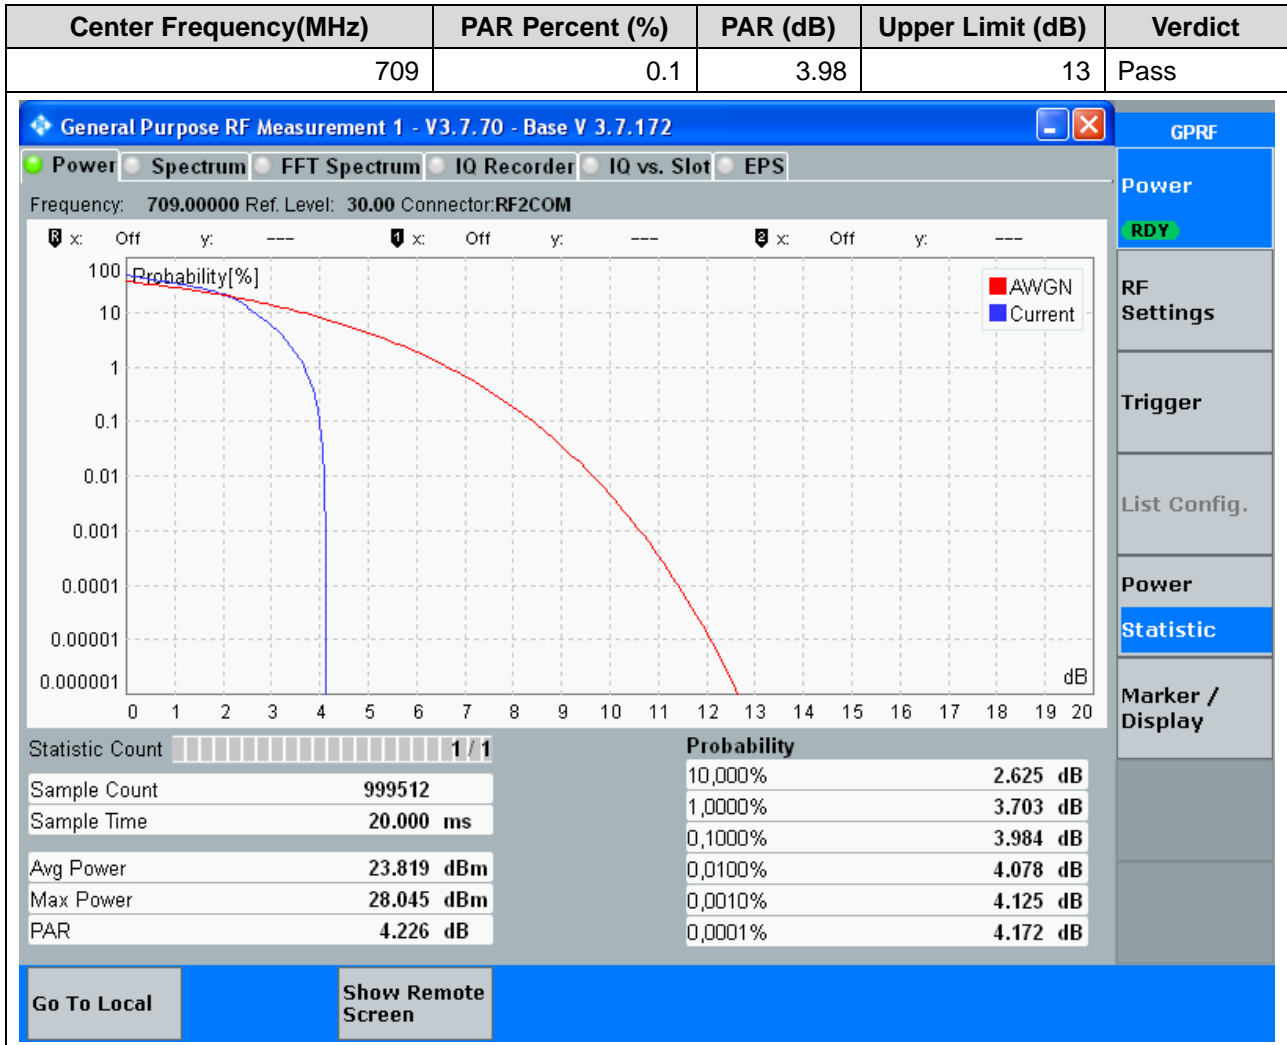 Center Frequency(MHz) PAR Percent (%) PAR (dB) Upper Limit (dB) Verdict
709 0.1 3.98 13 Pass
General Purpose RF Measurement 1 - V3.7.70 - Base V 3.7.172
GPRF
Power Spectrum FFT Spectrum IQ Recorder IQ vs. Slot EPS
Frequency: 709.00000 Ref. Level: 30.00 Connector:RF2COM
R x: Off y: --- 1 x: Off y: --- 2 x: Off y: ---
Probability[%]
AWGN
Current
100
10
1
0.1
0.01
0.001
0.0001
0.00001
0.000001
dB
0 1 2 3 4 5 6 7 8 9 10 11 12 13 14 15 16 17 18 19 20
Statistic Count 1 / 1
Sample Count 999512
Sample Time 20.000 ms
Avg Power 23.819 dBm
Max Power 28.045 dBm
PAR 4.226 dB
Probability
10,000% 2.625 dB
1,0000% 3.703 dB
0,1000% 3.984 dB
0,0100% 4.078 dB
0,0010% 4.125 dB
0,0001% 4.172 dB
Power
RDY
RF
Settings
Trigger
List Config.
Power
Statistic
Marker /
Display
Go To Local
Show Remote
Screen